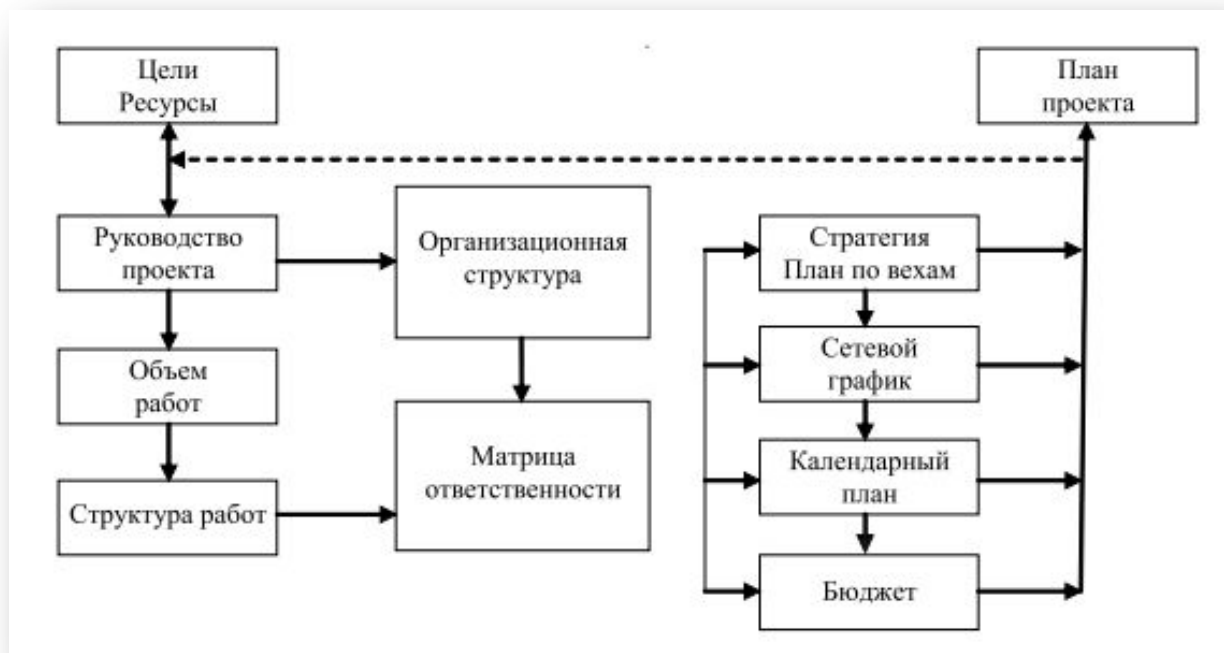 Цели
Ресурсы
План
проекта
Руководство
проекта
Организационная
структура
Стратегия
План по вехам
Объем
работ
Сетевой
график
Структура работ
Матрица
ответственности
Календарный
план
Бюджет